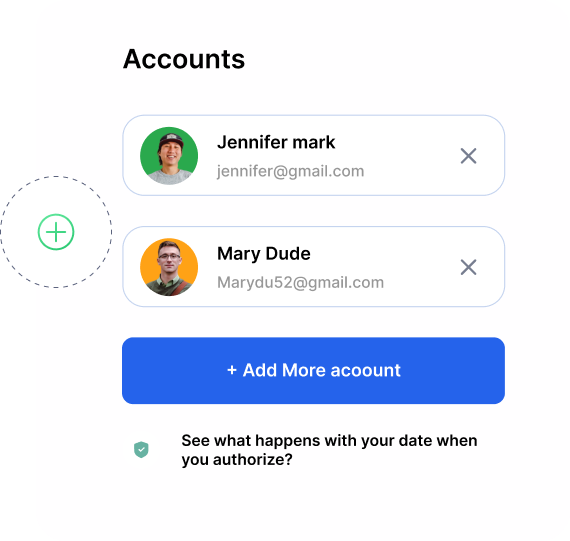 Accounts
Jennifer mark
jennifer@gmail.com
Mary Dude
Marydu52@gmail.com
+ Add More acoount
See what happens with your date when
you authorize?